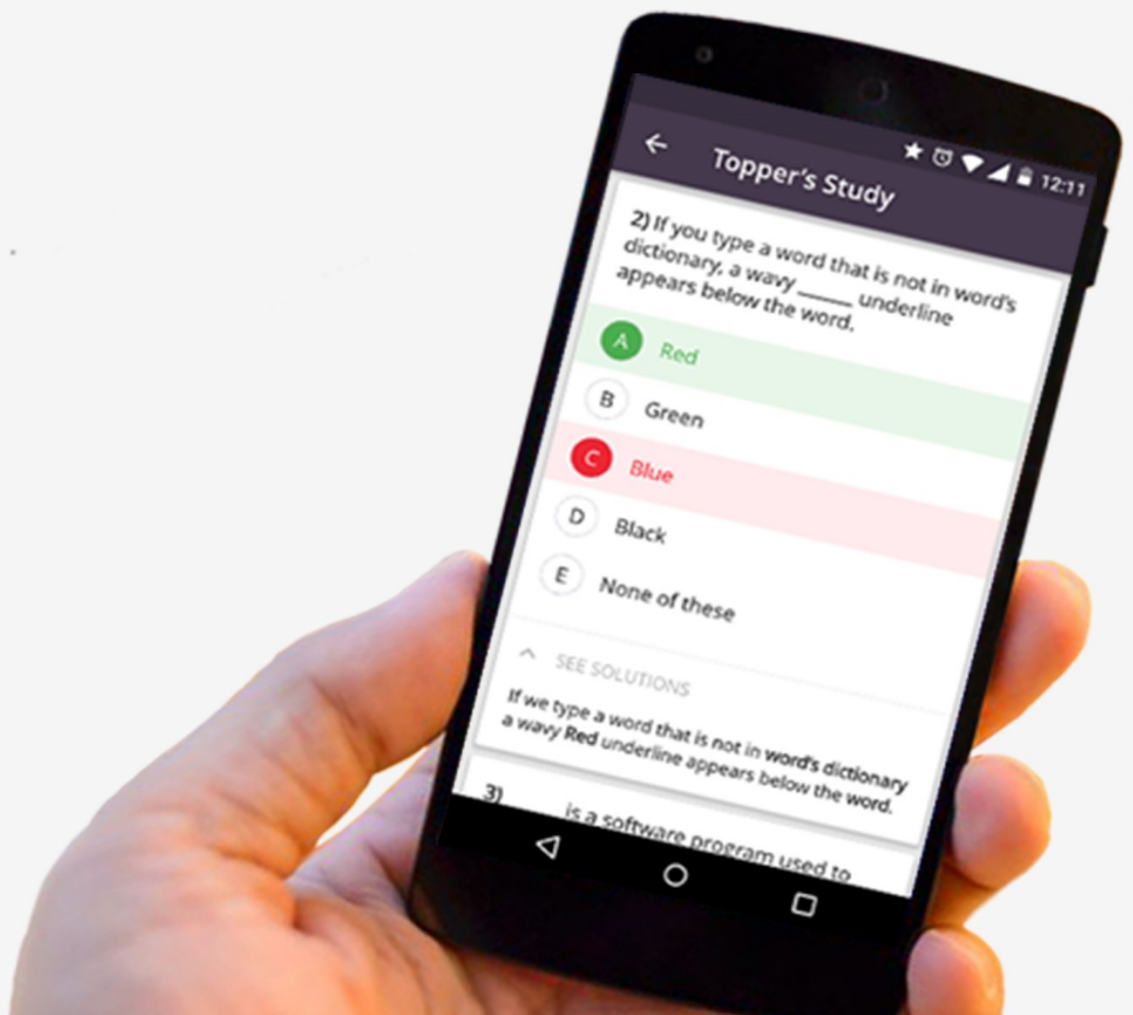 12:11
Topper's Study
2) If you type a word that is not in word's
dictionary, a wavy ______ underline
appears below the word.
A Red
B Green
C Blue
D Black
E None of these
SEE SOLUTIONS
If we type a word that is not in word's dictionary
a wavy Red underline appears below the word.
3) ______ is a software program used to